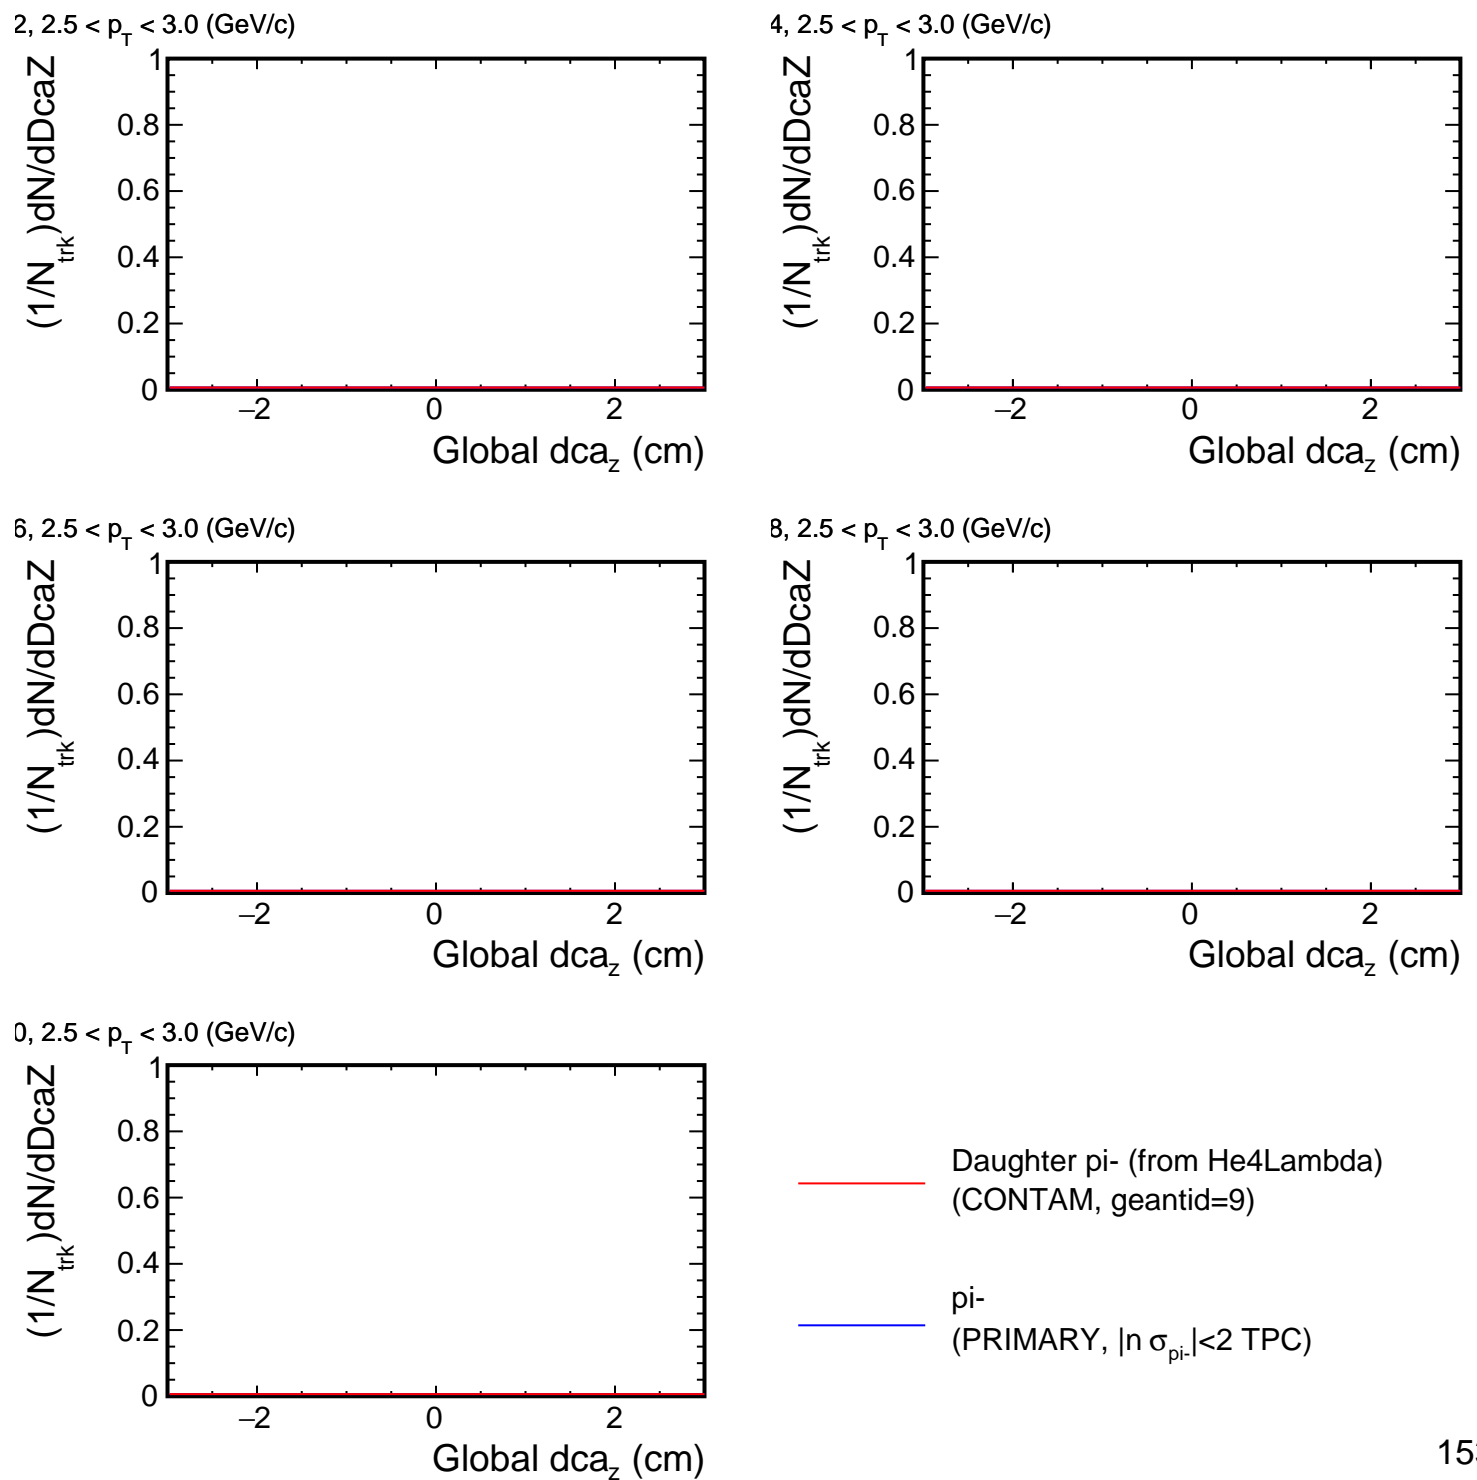 2, 2.5 < p_T < 3.0 (GeV/c)
(1/N_trk)dN/dDcaZ
1
0.8
0.6
0.4
0.2
0
−2 0 2
Global dca_z (cm)
4, 2.5 < p_T < 3.0 (GeV/c)
(1/N_trk)dN/dDcaZ
1
0.8
0.6
0.4
0.2
0
−2 0 2
Global dca_z (cm)
6, 2.5 < p_T < 3.0 (GeV/c)
(1/N_trk)dN/dDcaZ
1
0.8
0.6
0.4
0.2
0
−2 0 2
Global dca_z (cm)
8, 2.5 < p_T < 3.0 (GeV/c)
(1/N_trk)dN/dDcaZ
1
0.8
0.6
0.4
0.2
0
−2 0 2
Global dca_z (cm)
0, 2.5 < p_T < 3.0 (GeV/c)
(1/N_trk)dN/dDcaZ
1
0.8
0.6
0.4
0.2
0
−2 0 2
Global dca_z (cm)
Daughter pi- (from He4Lambda)
(CONTAM, geantid=9)
pi-
(PRIMARY, |n σ_pi-|<2 TPC)